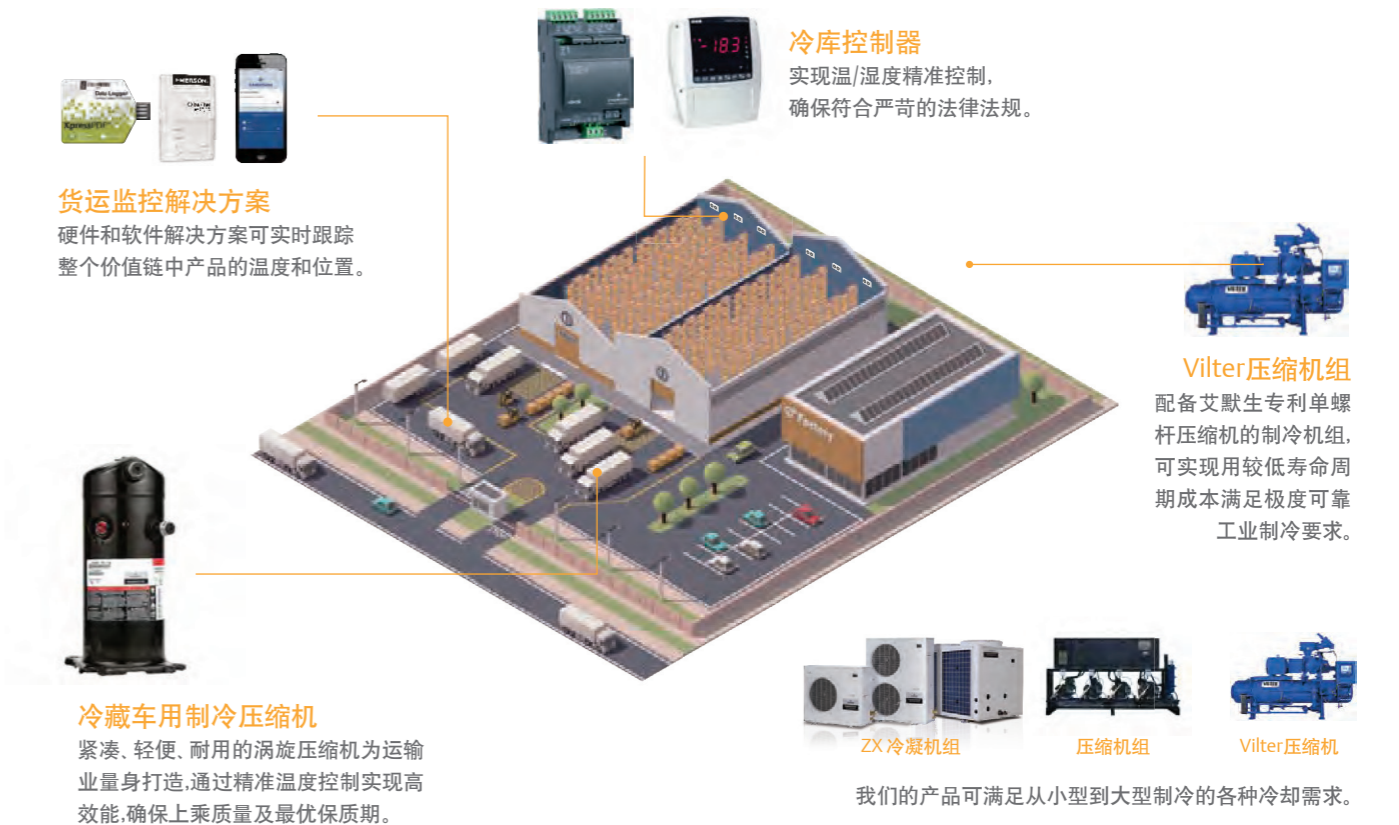 冷库控制器
实现温/湿度精准控制,
确保符合严苛的法律法规。
-18.3
Data Logger
EMERSON
货运监控解决方案
硬件和软件解决方案可实时跟踪
整个价值链中产品的温度和位置。
VILTER
Vilter压缩机组
配备艾默生专利单螺
杆压缩机的制冷机组,
可实现用较低寿命周
期成本满足极度可靠
工业制冷要求。
Factory
冷藏车用制冷压缩机
紧凑、轻便、耐用的涡旋压缩机为运输
业量身打造,通过精准温度控制实现高
效能,确保上乘质量及最优保质期。
ZX 冷凝机组
压缩机组
Vilter压缩机
我们的产品可满足从小型到大型制冷的各种冷却需求。